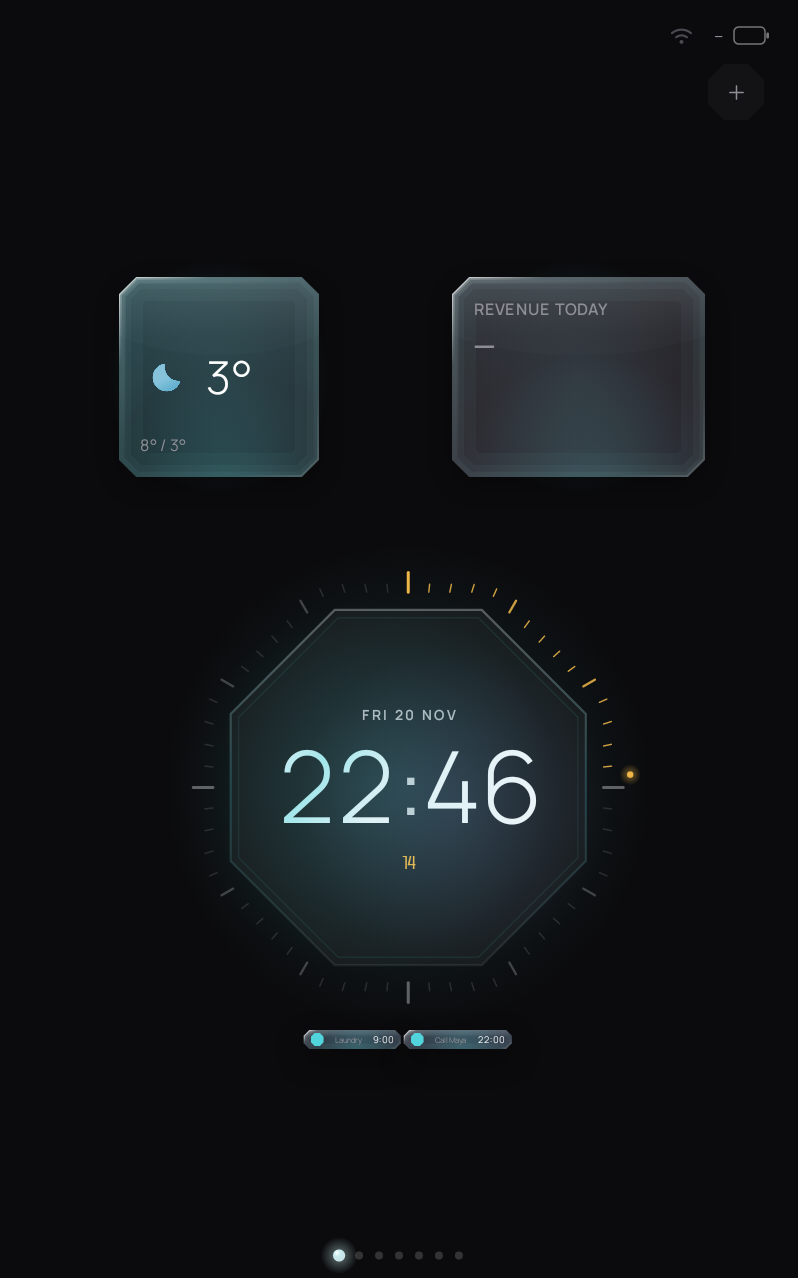 –
+
REVENUE TODAY
—
3°
8° / 3°
FRI 20 NOV
22:46
14
Laundry 9:00
Call Maya 22:00